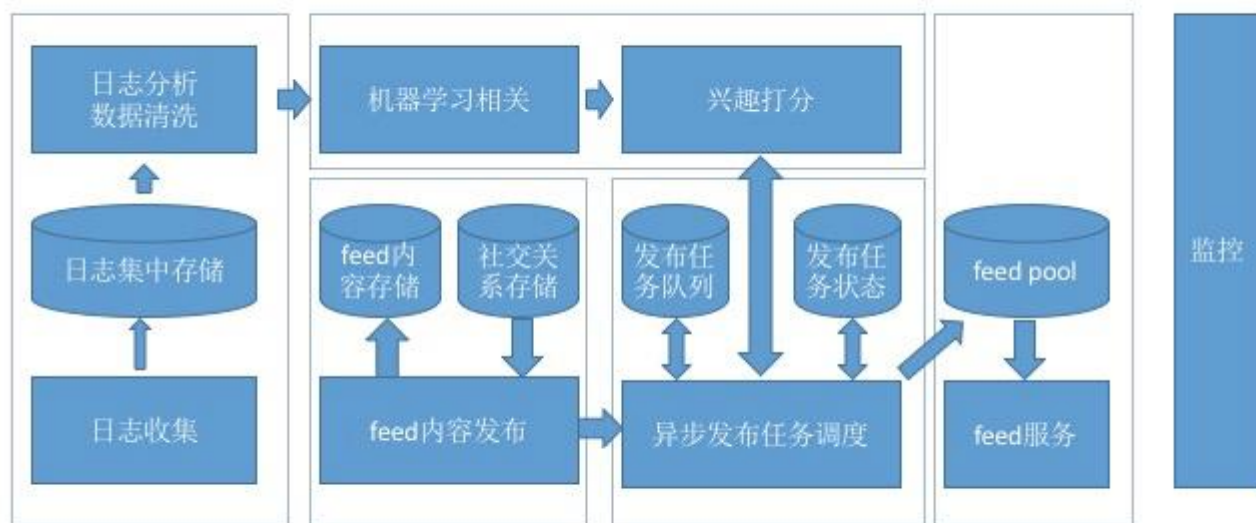 日志分析
数据清洗
机器学习相关
兴趣打分
日志集中存储
feed内
容存储
社交关
系存储
发布任
务队列
发布任
务状态
feed pool
监控
日志收集
feed内容发布
异步发布任务调度
feed服务